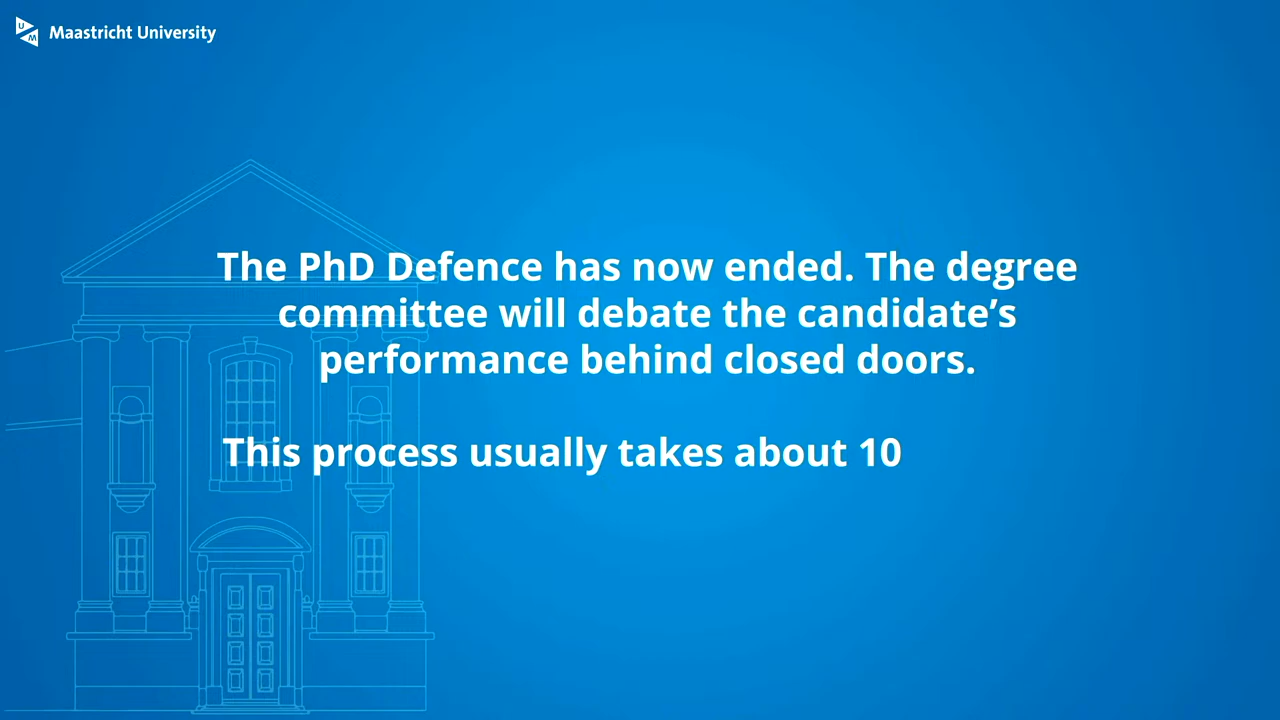 U
M
Maastricht University
The PhD Defence has now ended. The degree
committee will debate the candidate’s
performance behind closed doors.
This process usually takes about 10